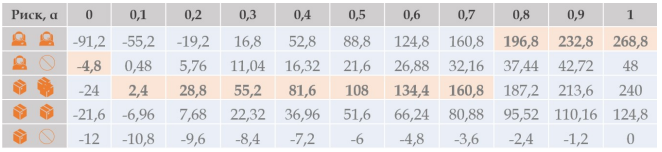 Риск, α 0 0,1 0,2 0,3 0,4 0,5 0,6 0,7 0,8 0,9 1
-91,2 -55,2 -19,2 16,8 52,8 88,8 124,8 160,8 196,8 232,8 268,8
-4,8 0,48 5,76 11,04 16,32 21,6 26,88 32,16 37,44 42,72 48
-24 2,4 28,8 55,2 81,6 108 134,4 160,8 187,2 213,6 240
-21,6 -6,96 7,68 22,32 36,96 51,6 66,24 80,88 95,52 110,16 124,8
-12 -10,8 -9,6 -8,4 -7,2 -6 -4,8 -3,6 -2,4 -1,2 0